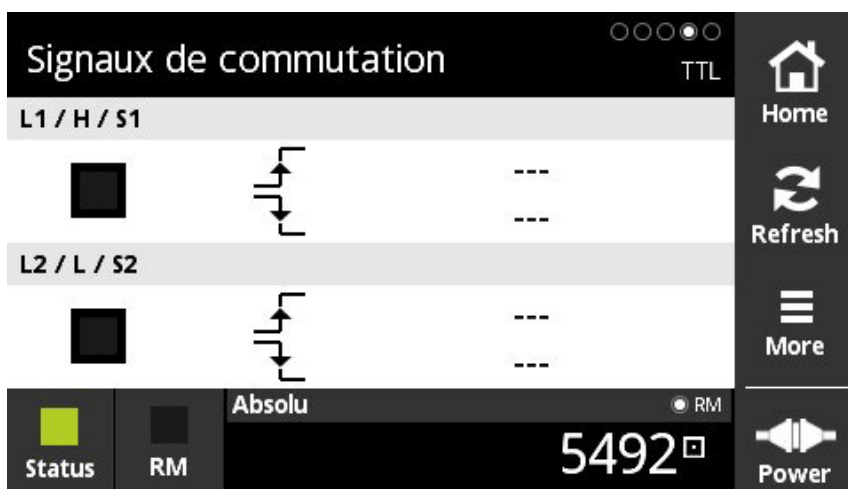 Signaux de commutation
TTL
L1 / H / S1
---
---
L2 / L / S2
---
---
Status
RM
Absolu
RM
5492
Home
Refresh
More
Power